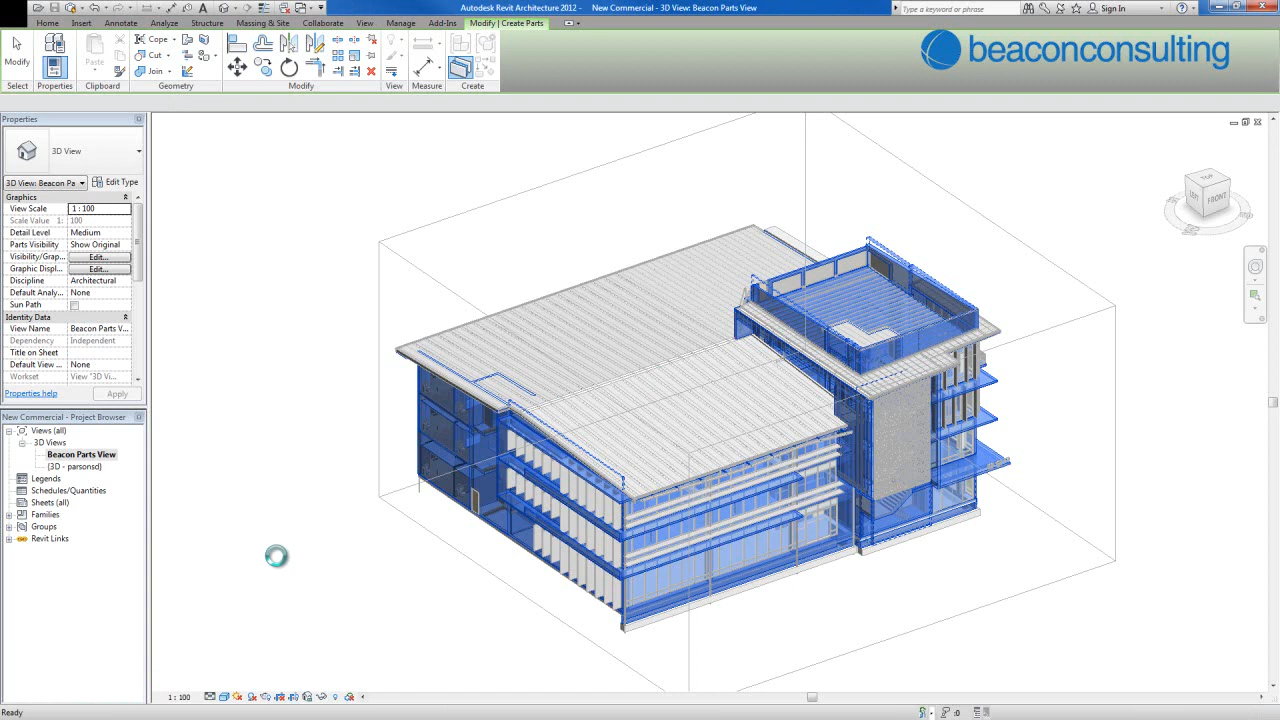 Autodesk Revit Architecture 2012 - New Commercial - 3D View: Beacon Parts View
Type a keyword or phrase
Sign In
Home Insert Annotate Analyze Structure Massing & Site Collaborate View Manage Add-Ins Modify | Create Parts
Modify
Paste
Cope
Cut
Join
Select Properties Clipboard Geometry Modify View Measure Create
beaconconsulting
Properties
3D View
3D View: Beacon Pa
Edit Type
Graphics
View Scale 1 : 100
Scale Value 1: 100
Detail Level Medium
Parts Visibility Show Original
Visibility/Grap... Edit...
Graphic Displ... Edit...
Discipline Architectural
Default Analy... None
Sun Path
Identity Data
View Name Beacon Parts V...
Dependency Independent
Title on Sheet
Default View ... None
Workset View "3D Vi...
Properties help
Apply
New Commercial - Project Browser
Views (all)
3D Views
Beacon Parts View
{3D - parsonsd}
Legends
Schedules/Quantities
Sheets (all)
Families
Groups
Revit Links
TOP
LEFT
FRONT
1 : 100
Ready
:0